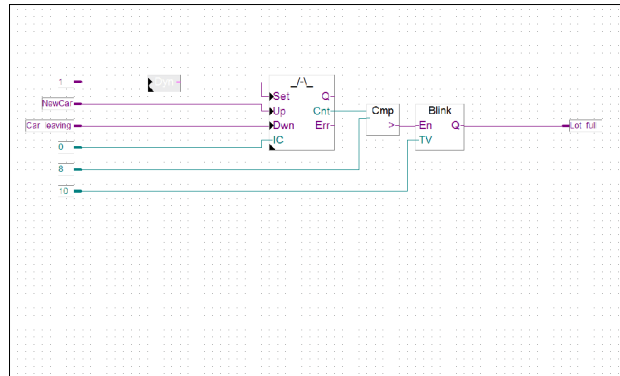 1 Dyn _/-\_
Set Q
NewCar Up Cnt Cmp Blink
Car leaving Dwn Err > En Q Lot full
0 IC TV
8
10